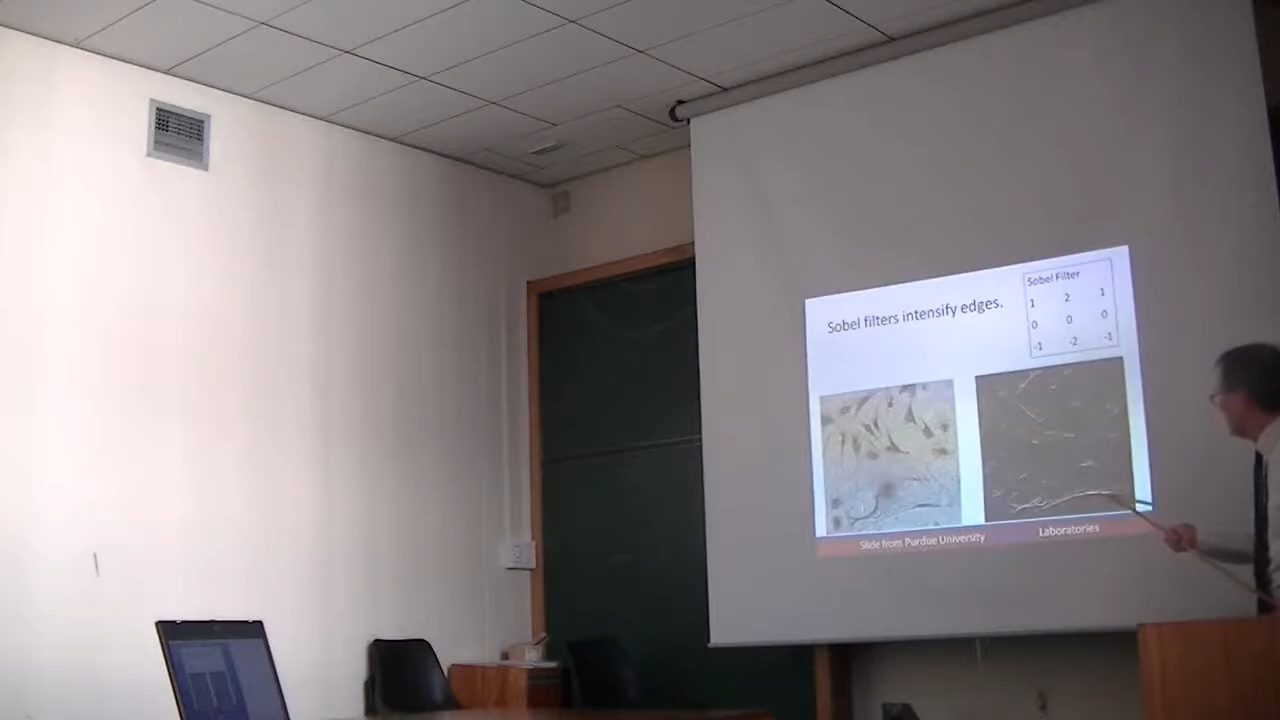 Sobel filters intensify edges.
Sobel Filter
1 2 1
0 0 0
-1 -2 -1
Slide from Purdue University
Laboratories